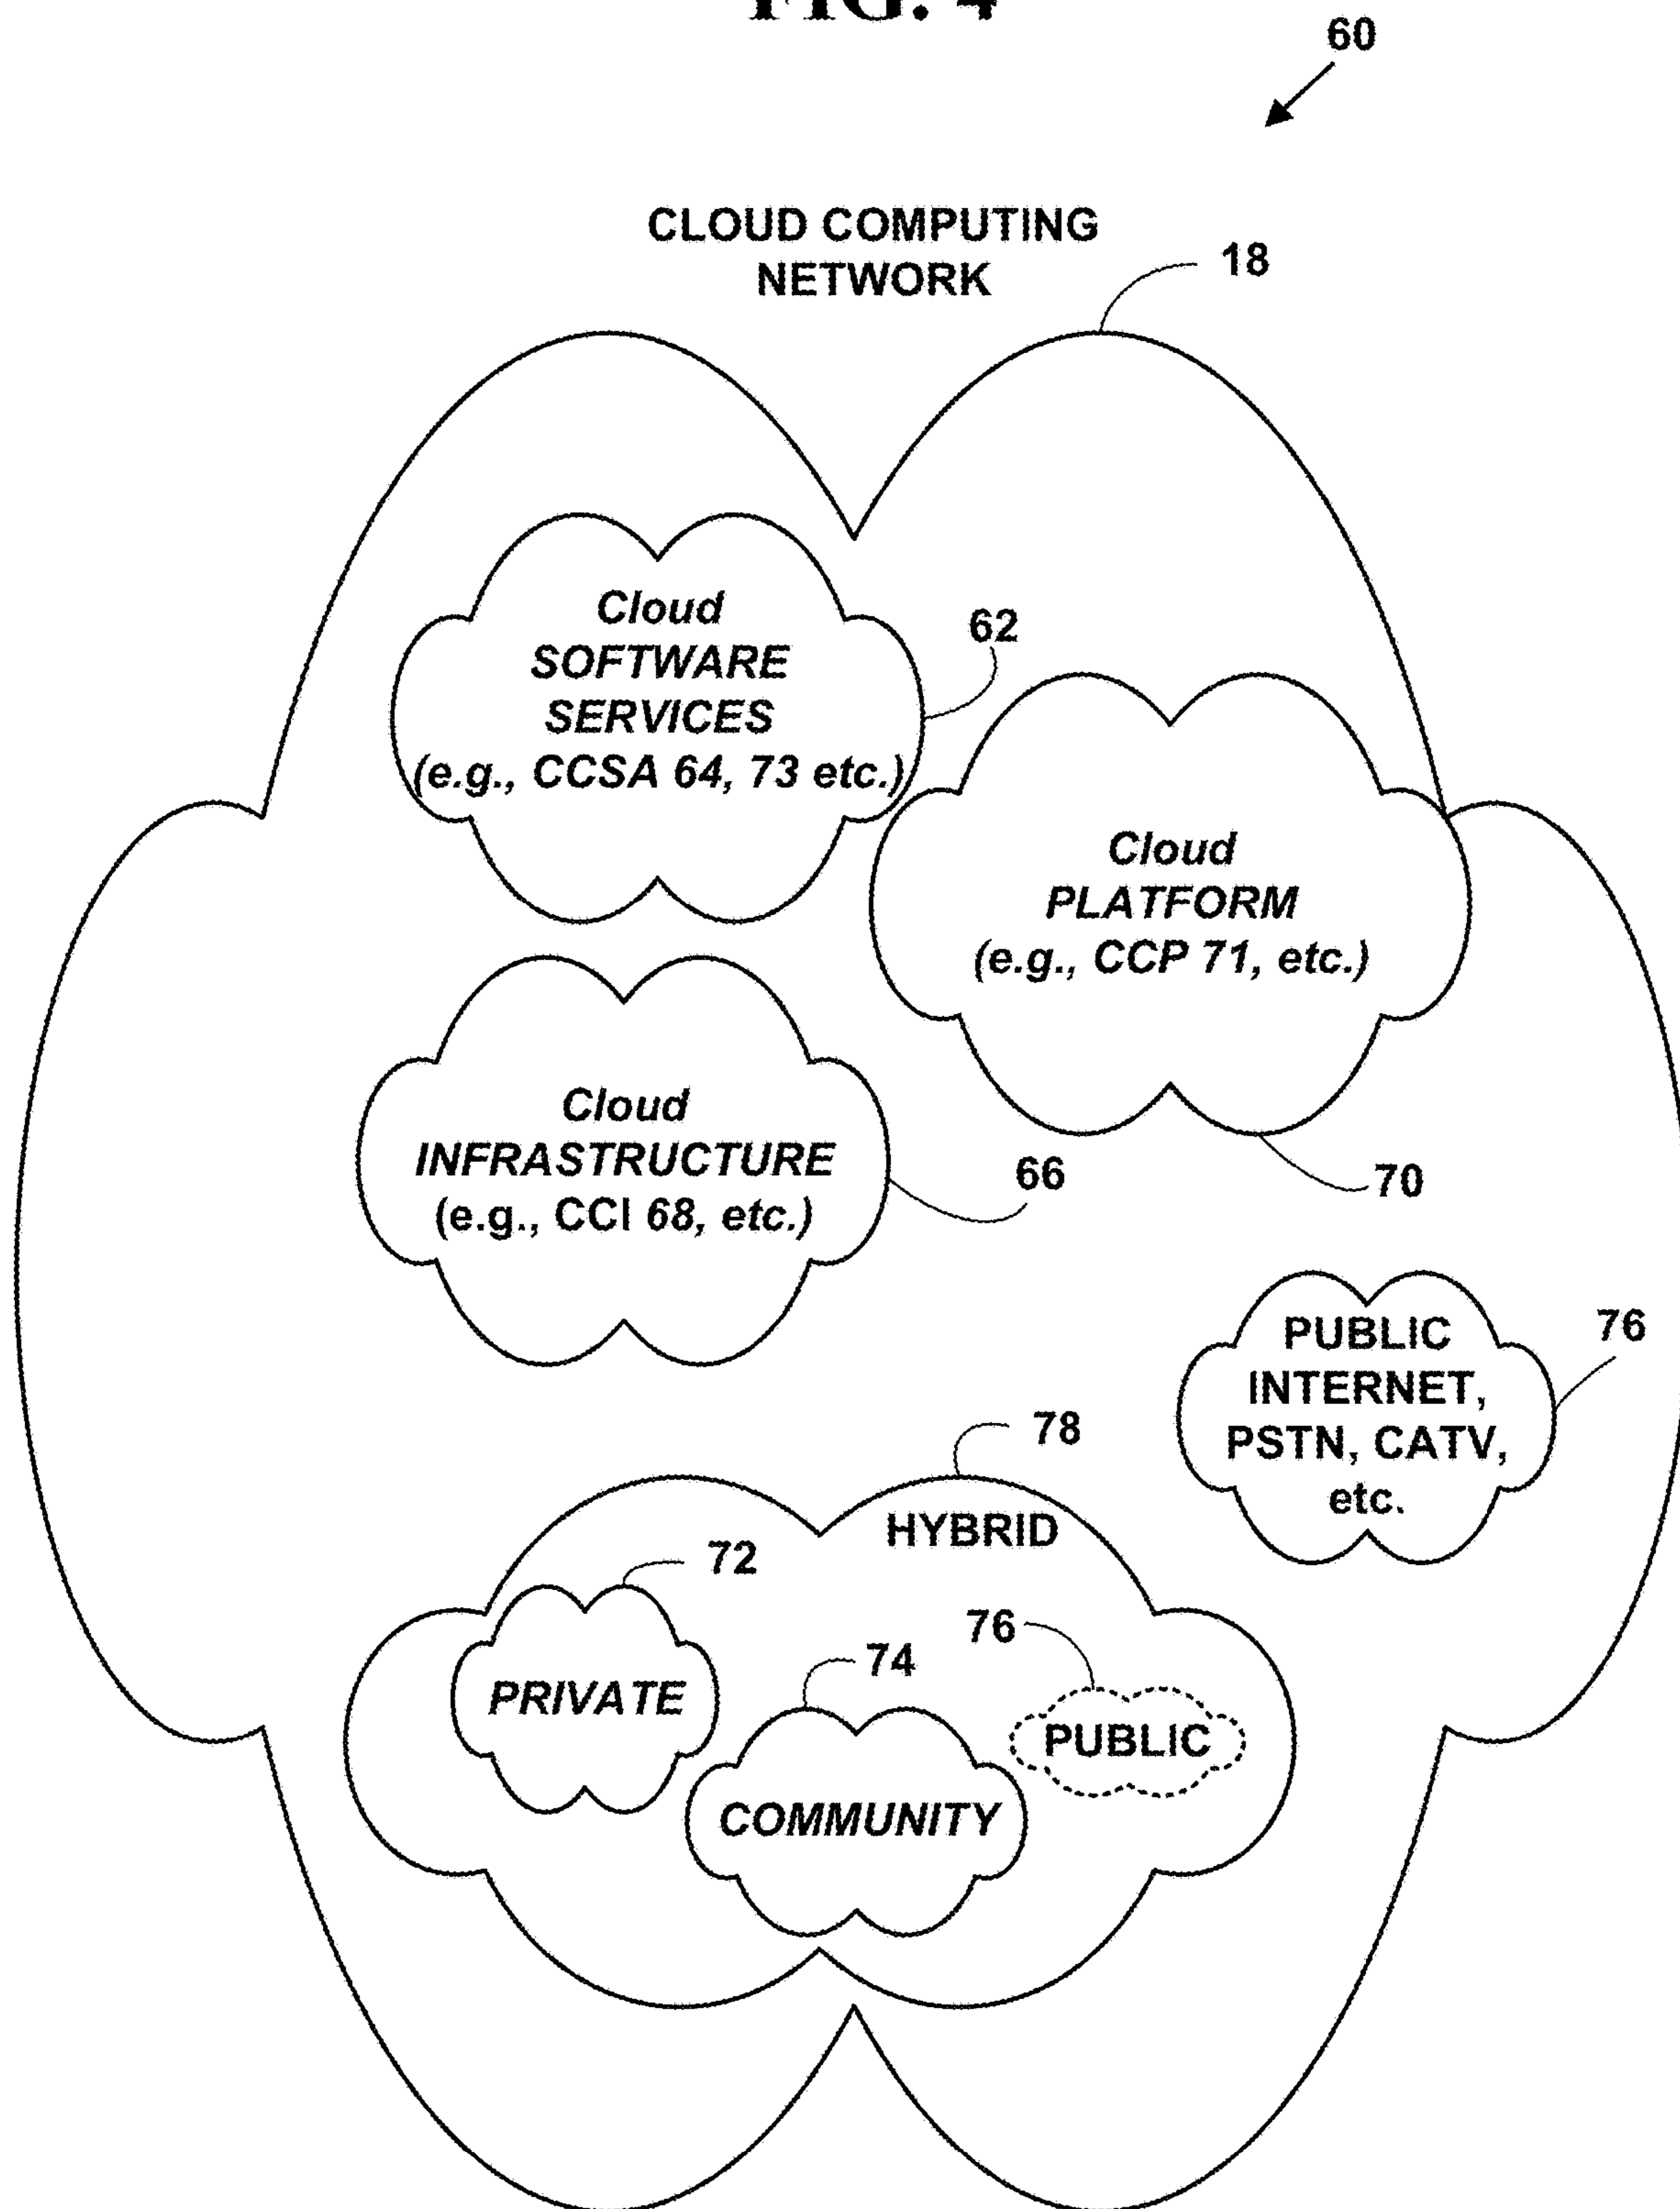 FIG. 4
60
CLOUD COMPUTING
NETWORK
18
Cloud
SOFTWARE
SERVICES
(e.g., CCSA 64, 73 etc.)
62
Cloud
PLATFORM
(e.g., CCP 71, etc.)
70
Cloud
INFRASTRUCTURE
(e.g., CCI 68, etc.)
66
PUBLIC
INTERNET,
PSTN, CATV,
etc.
76
78
HYBRID
72
PRIVATE
74
COMMUNITY
76
PUBLIC